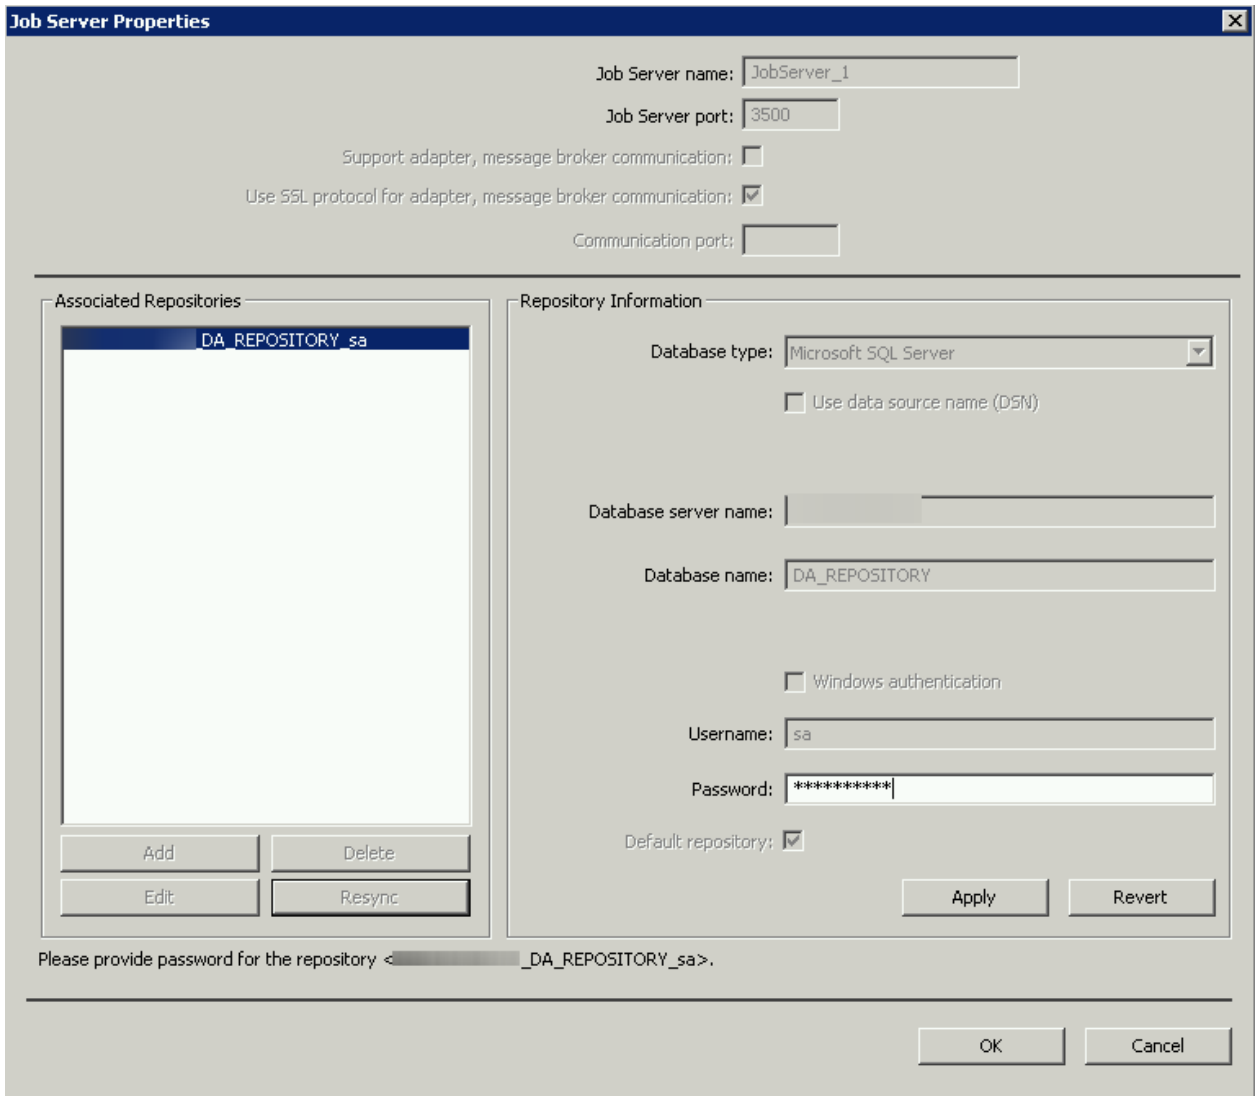 Job Server Properties
Job Server name: JobServer_1
Job Server port: 3500
Support adapter, message broker communication:
Use SSL protocol for adapter, message broker communication:
Communication port:
Associated Repositories
_DA_REPOSITORY_sa
Add Delete
Edit Resync
Repository Information
Database type: Microsoft SQL Server
Use data source name (DSN)
Database server name:
Database name: DA_REPOSITORY
Windows authentication
Username: sa
Password: **********
Default repository:
Apply Revert
Please provide password for the repository < _DA_REPOSITORY_sa>.
OK Cancel